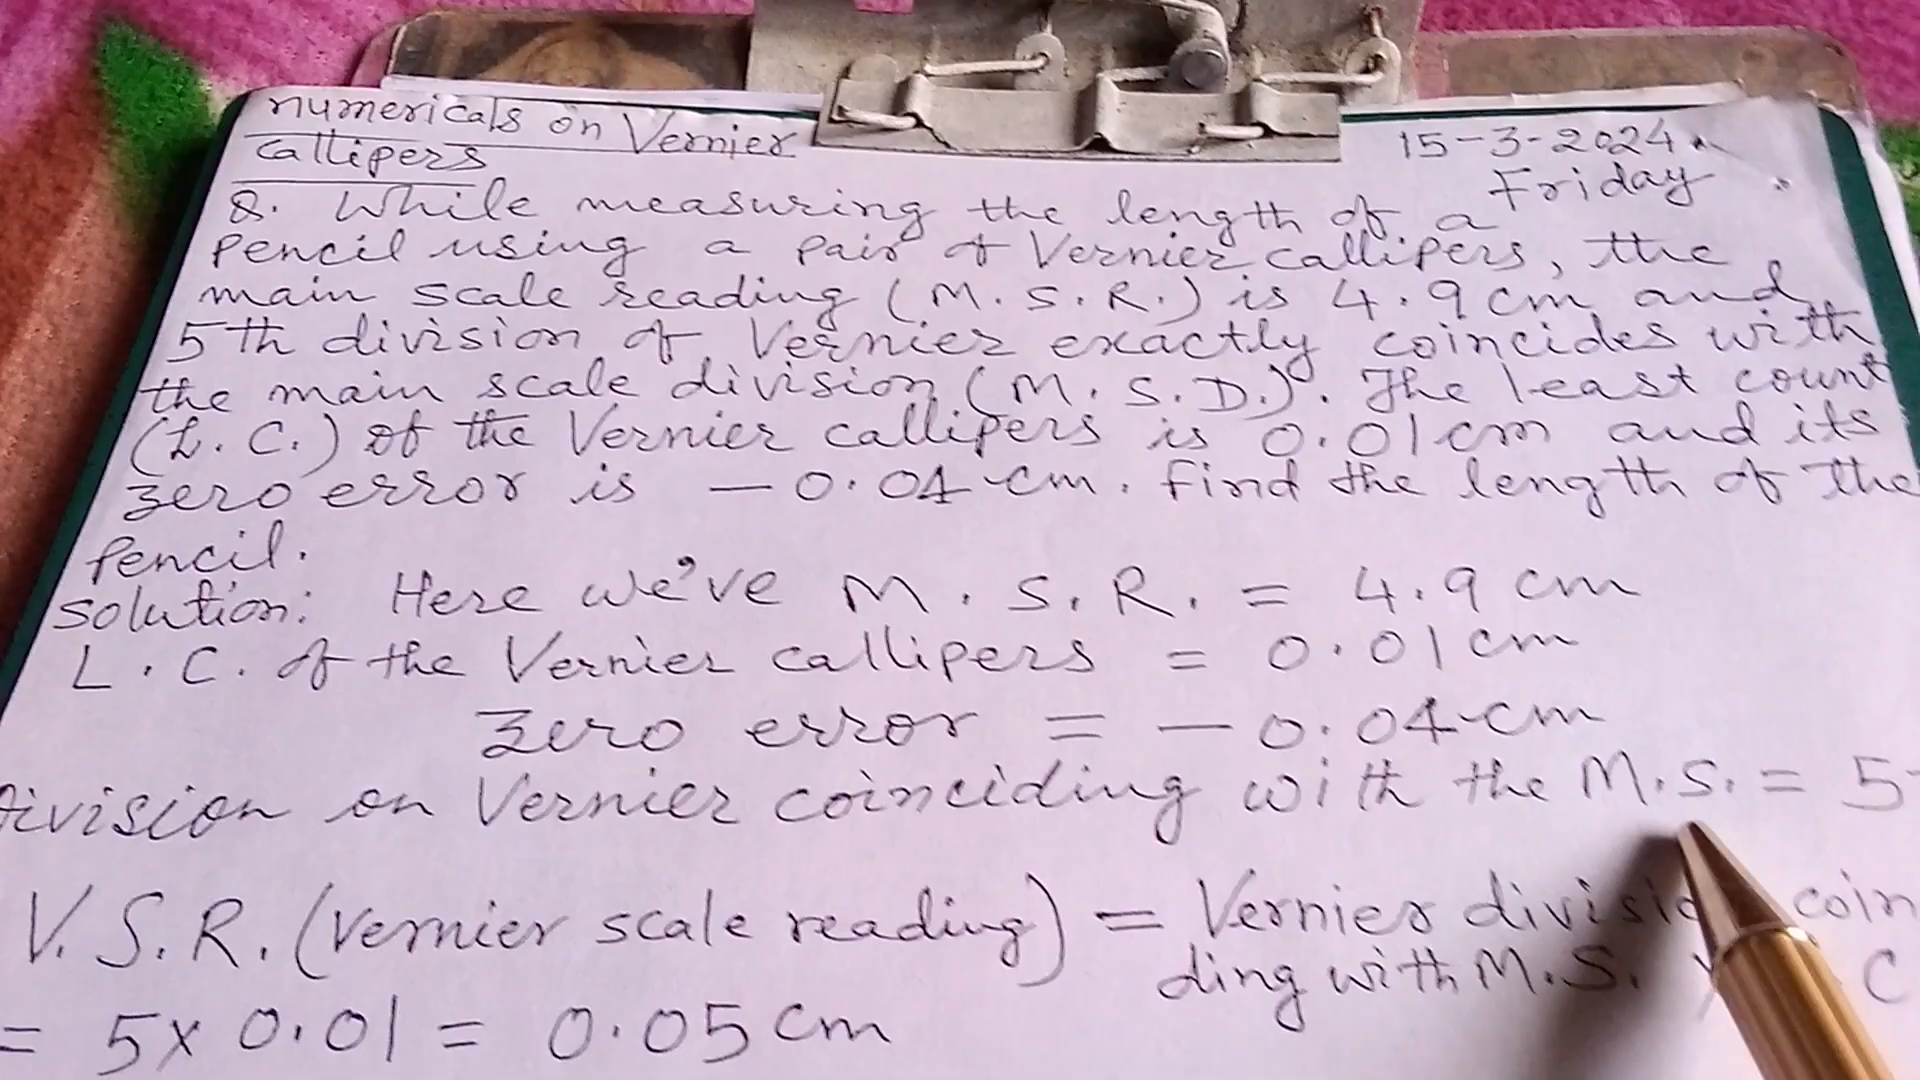 numericals on Vernier
callipers
15-3-2024
Friday
Q. While measuring the length of a
pencil using a pair of Vernier callipers, the
main scale reading (M.S.R.) is 4.9 cm and
5th division of Vernier exactly coincides with
the main scale division (M.S.D.). The least count
(L.C.) of the Vernier callipers is 0.01 cm and its
zero error is -0.04 cm. Find the length of the
pencil.
Solution: Here we've M.S.R. = 4.9 cm
L.C. of the Vernier callipers = 0.01 cm
zero error = -0.04 cm
Division on Vernier coinciding with the M.S. = 5
V.S.R. (Vernier scale reading) = Vernier coin
ding with M.S. C
= 5x 0.01 = 0.05 cm